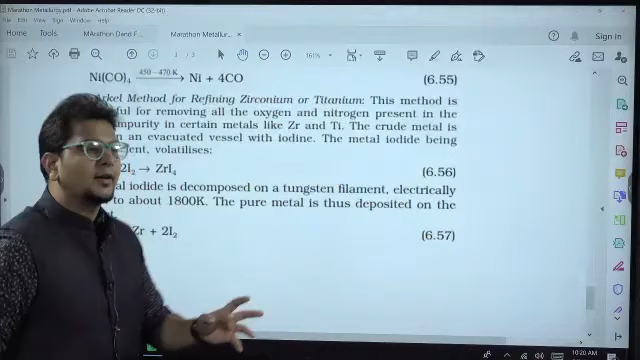 Marathon Metallurgy.pdf - Adobe Acrobat Reader DC (32-bit)
File Edit View Sign Window Help
Home Tools MArathon Dand F... Marathon Metallur... ×
3 / 3 161%
Ni(CO)₄ 450 – 470 K → Ni + 4CO (6.55)
Arkel Method for Refining Zirconium or Titanium: This method is
ful for removing all the oxygen and nitrogen present in the
mpurity in certain metals like Zr and Ti. The crude metal is
n an evacuated vessel with iodine. The metal iodide being
ent, volatilises:
2I₂ → ZrI₄ (6.56)
al iodide is decomposed on a tungsten filament, electrically
to about 1800K. The pure metal is thus deposited on the
Zr + 2I₂ (6.57)
10:20 AM